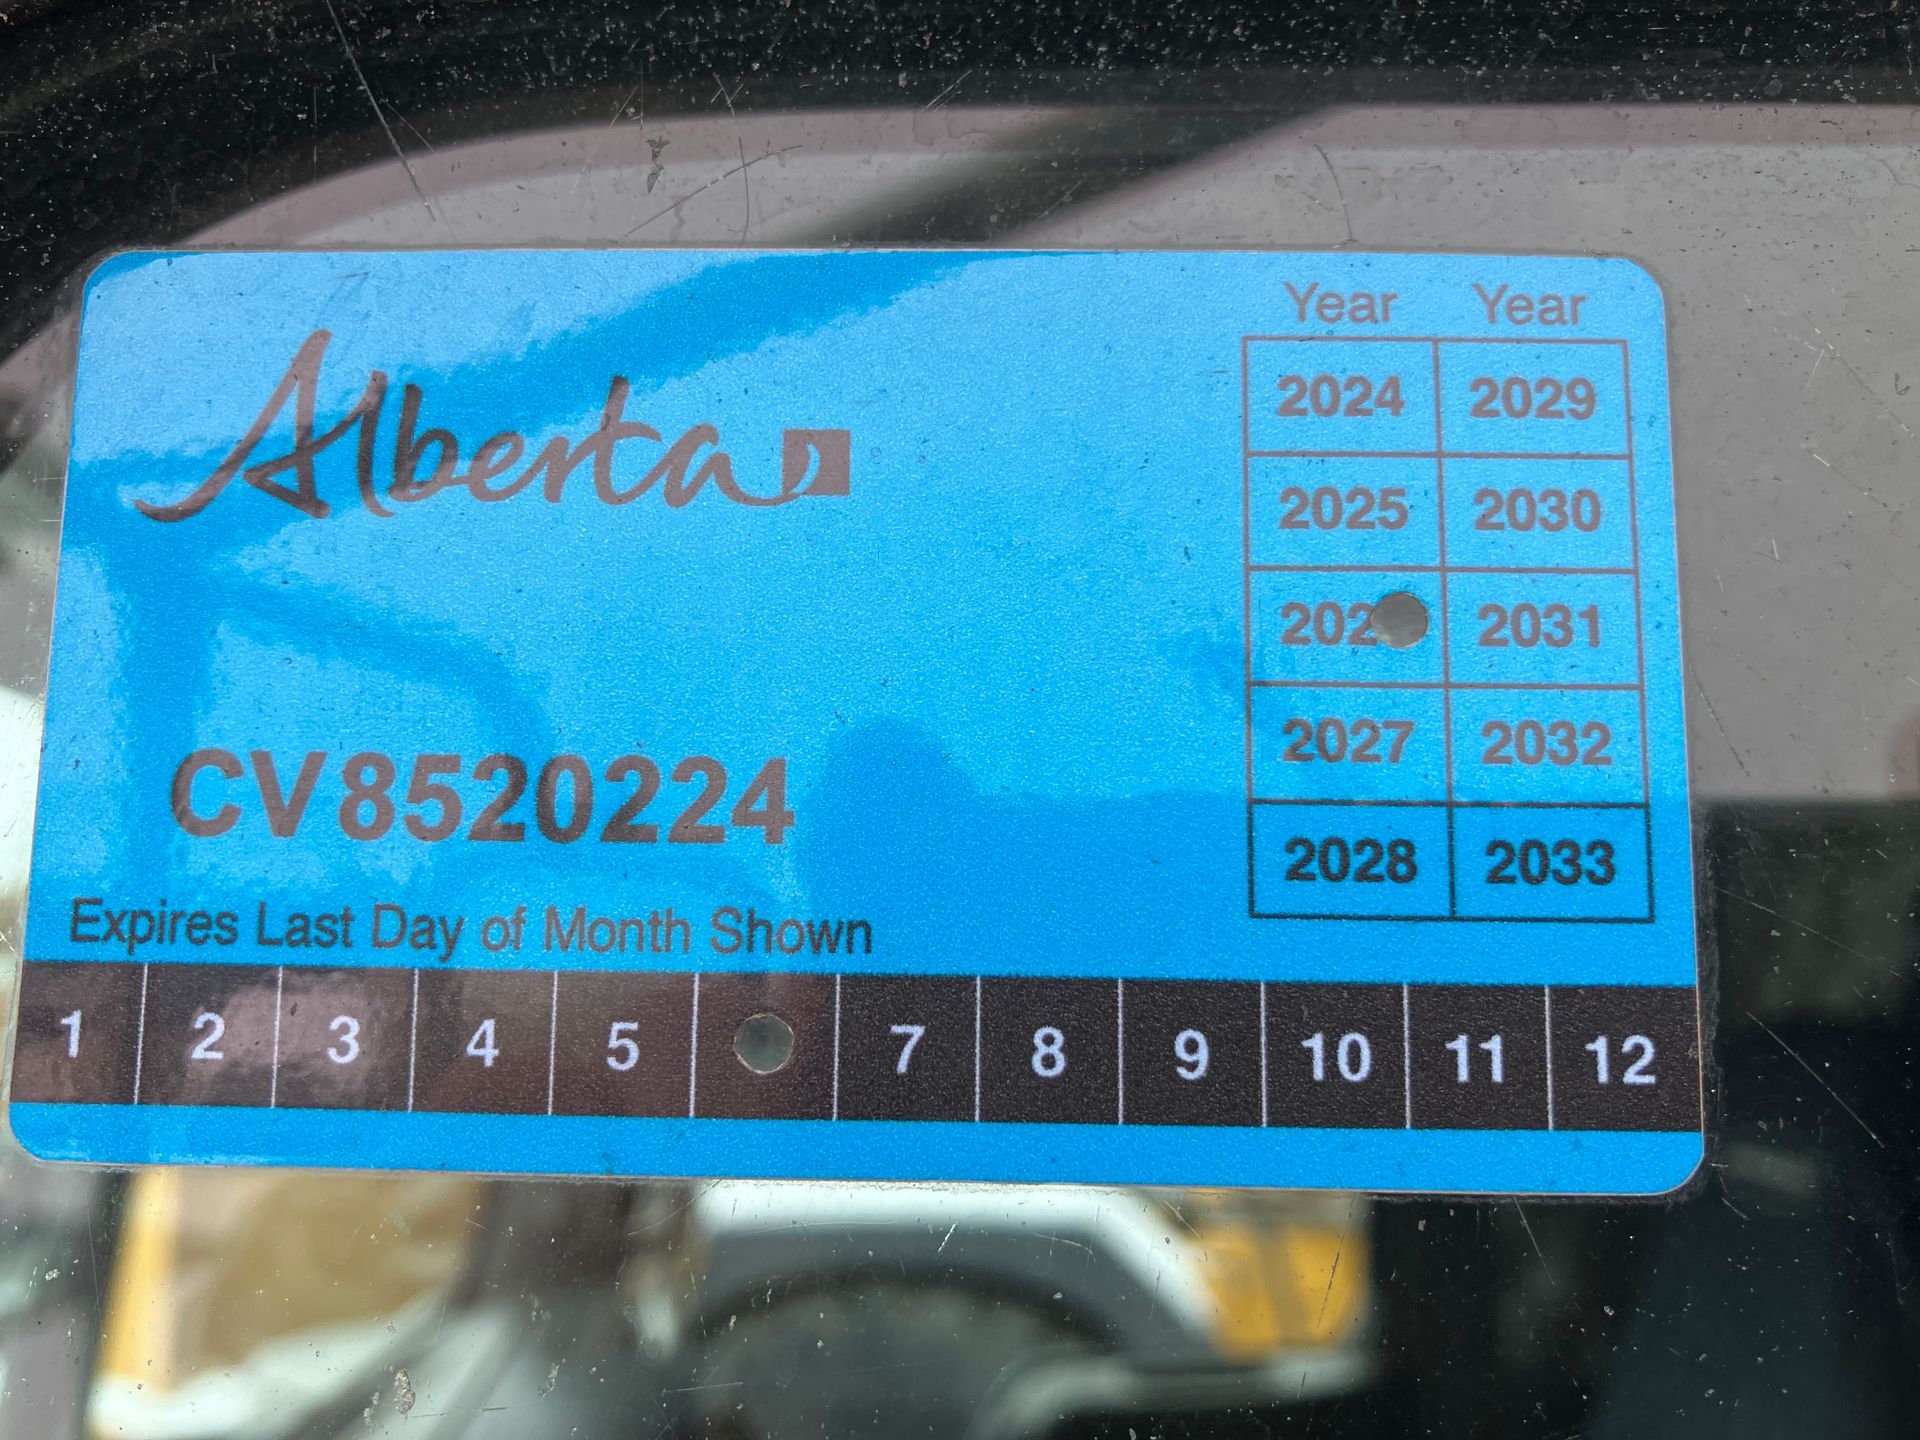 Alberta
Year Year
2024 2029
2025 2030
202 2031
2027 2032
2028 2033
CV8520224
Expires Last Day of Month Shown
1 2 3 4 5 7 8 9 10 11 12